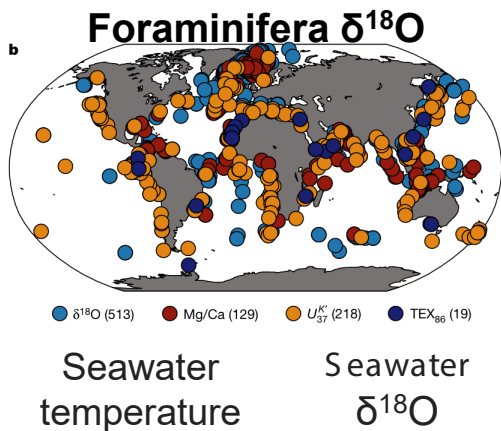 Foraminifera δ¹⁸O
b
δ¹⁸O (513) Mg/Ca (129) U₃₇ᴷ′ (218) TEX₈₆ (19)
Seawater Seawater
temperature δ¹⁸O